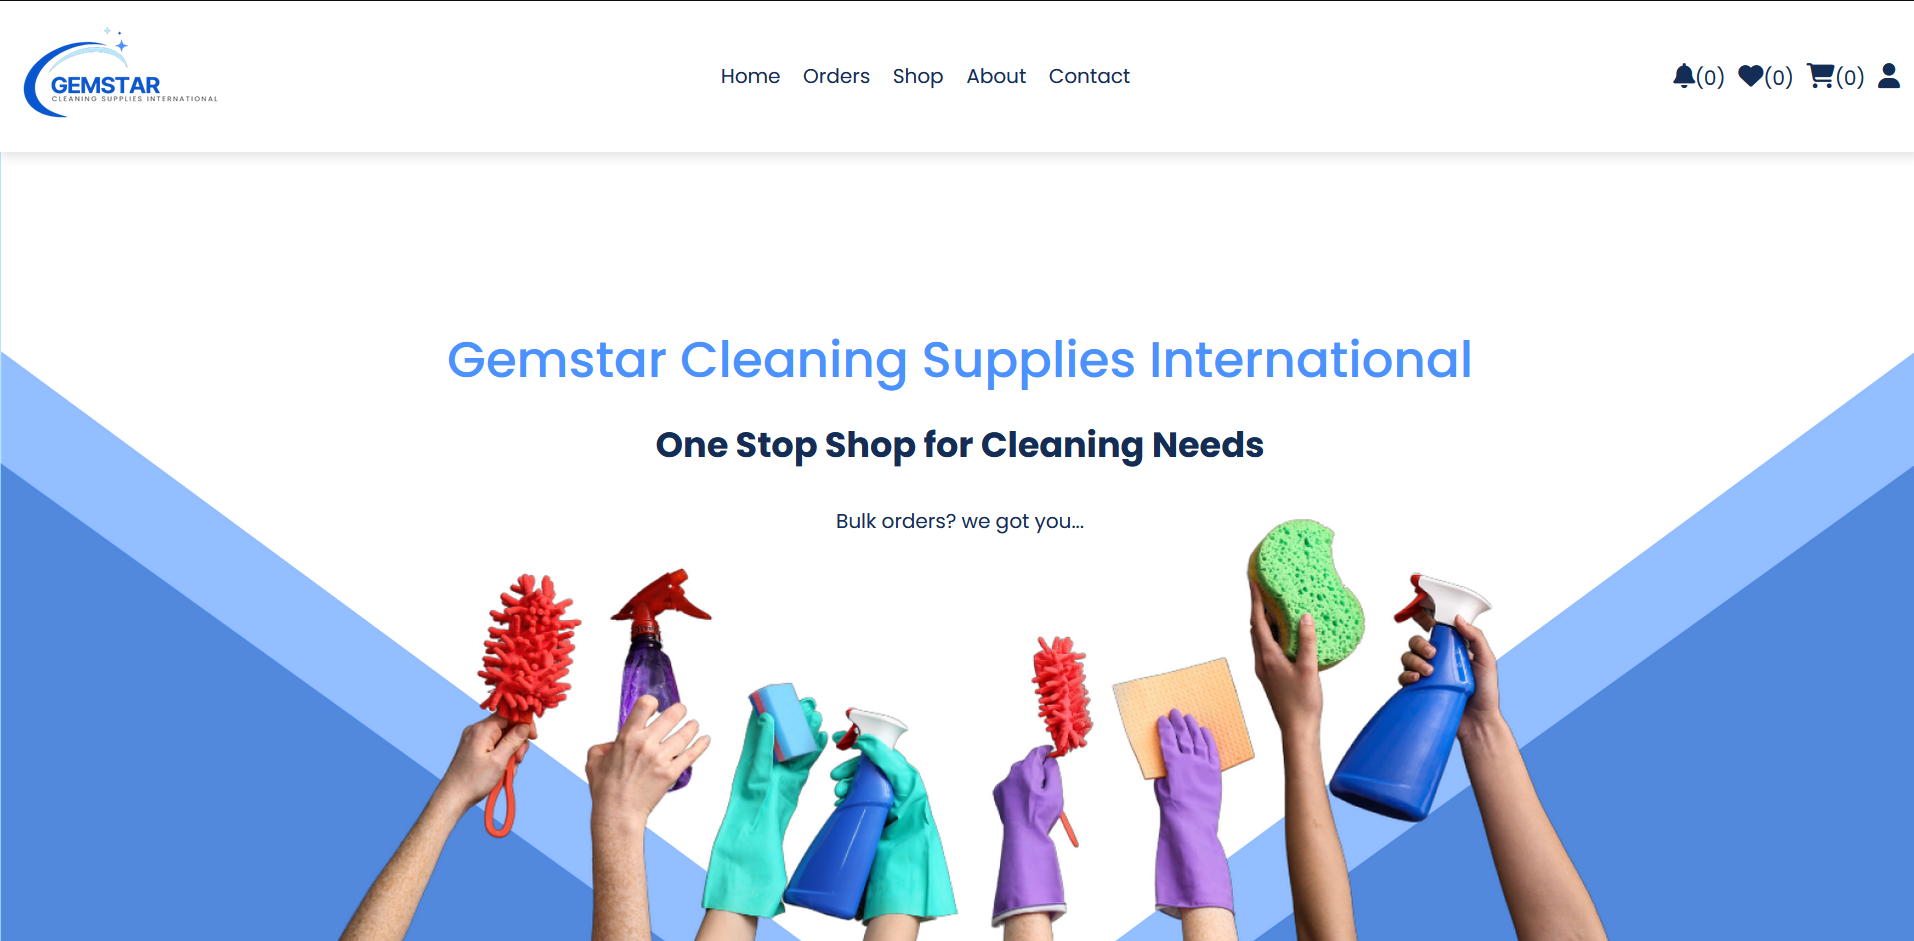 GEMSTAR
CLEANING SUPPLIES INTERNATIONAL
Home Orders Shop About Contact
(0) (0) (0)
Gemstar Cleaning Supplies International
One Stop Shop for Cleaning Needs
Bulk orders? we got you...